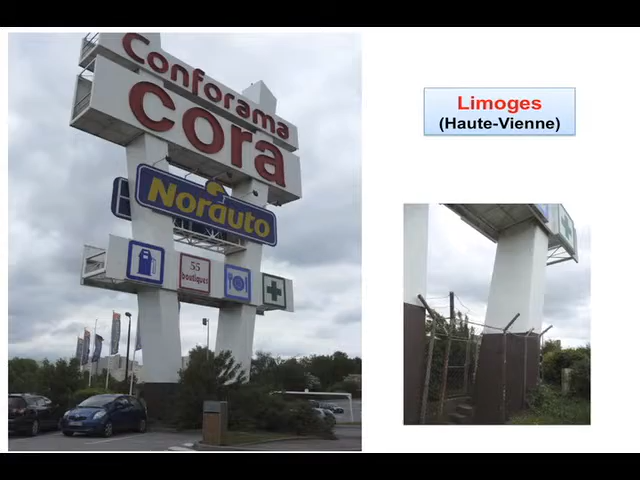 Conforama
cora
Norauto
55
boutiques
Limoges
(Haute-Vienne)